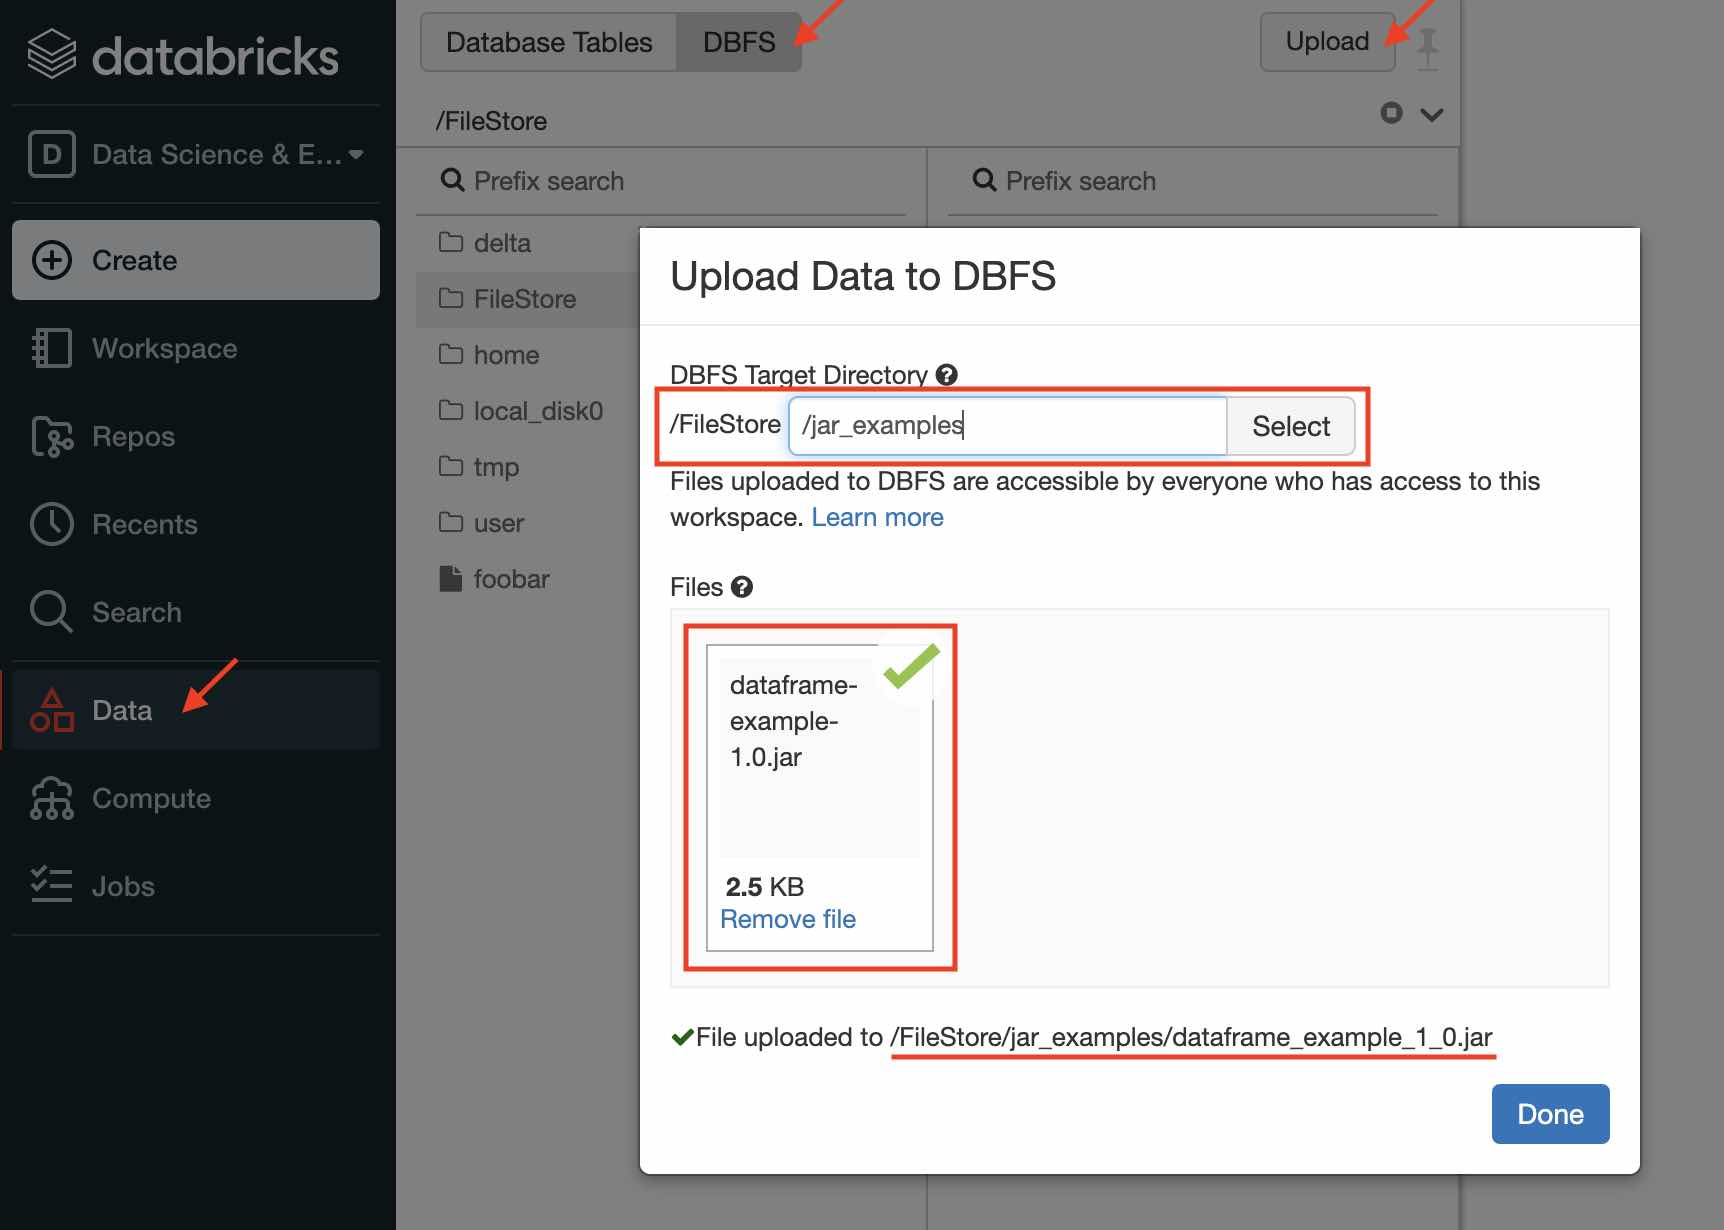 databricks
D Data Science & E...
Create
Workspace
Repos
Recents
Search
Data
Compute
Jobs
Database Tables DBFS Upload
/FileStore
Prefix search Prefix search
delta
FileStore
home
local_disk0
tmp
user
foobar
Upload Data to DBFS
DBFS Target Directory ?
/FileStore /jar_examples Select
Files uploaded to DBFS are accessible by everyone who has access to this
workspace. Learn more
Files ?
dataframe-
example-
1.0.jar
2.5 KB
Remove file
File uploaded to /FileStore/jar_examples/dataframe_example_1_0.jar
Done